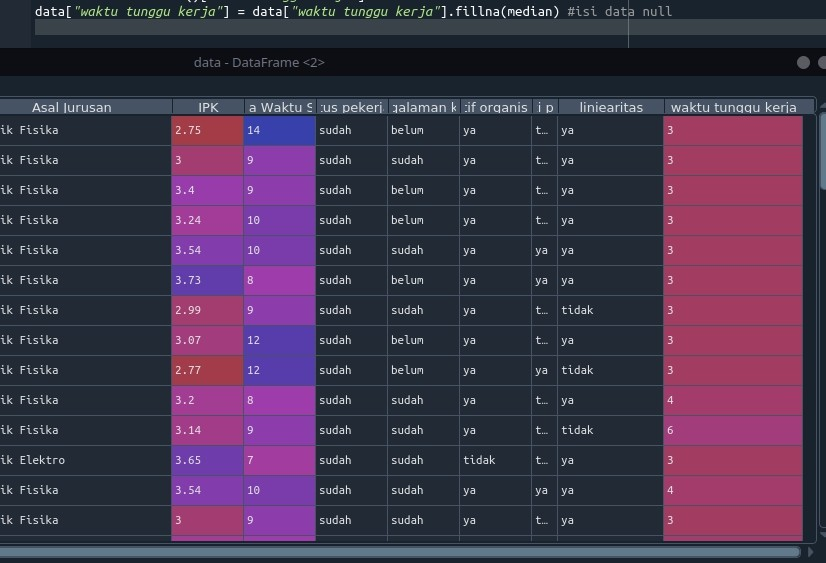 data["waktu tunggu kerja"] = data["waktu tunggu kerja"].fillna(median) #isi data null
data - DataFrame <2>
Asal Jurusan IPK a Waktu S tus pekerj galaman k tif organis i p liniearitas waktu tunggu kerja
ik Fisika 2.75 14 sudah belum ya t… ya 3
ik Fisika 3 9 sudah sudah ya t… ya 3
ik Fisika 3.4 9 sudah belum ya t… ya 3
ik Fisika 3.24 10 sudah belum ya t… ya 3
ik Fisika 3.54 10 sudah sudah ya ya ya 3
ik Fisika 3.73 8 sudah belum ya ya ya 3
ik Fisika 2.99 9 sudah sudah ya t… tidak 3
ik Fisika 3.07 12 sudah belum ya t… ya 3
ik Fisika 2.77 12 sudah belum ya ya tidak 3
ik Fisika 3.2 8 sudah sudah ya t… ya 4
ik Fisika 3.14 9 sudah sudah ya t… tidak 6
ik Elektro 3.65 7 sudah sudah tidak t… ya 3
ik Fisika 3.54 10 sudah sudah ya ya ya 4
ik Fisika 3 9 sudah sudah ya t… ya 3